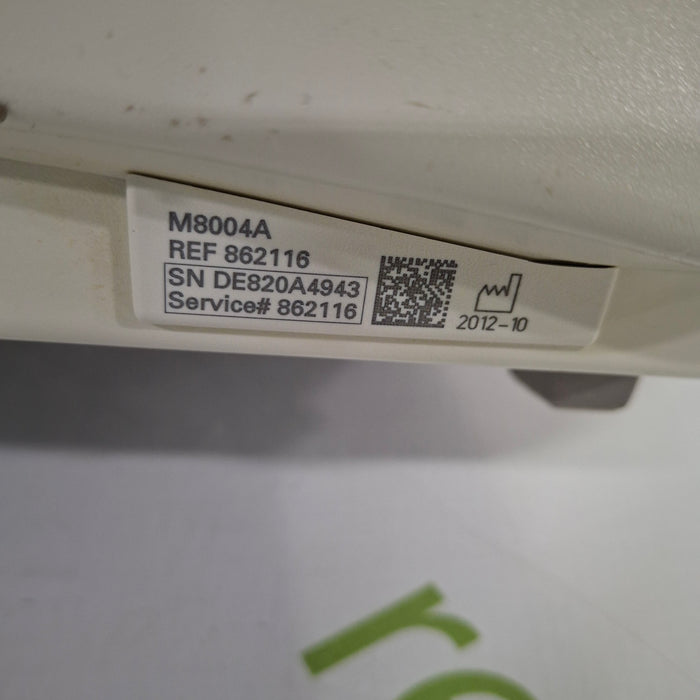 M8004A
REF 862116
SN DE820A4943
Service# 862116
2012-10